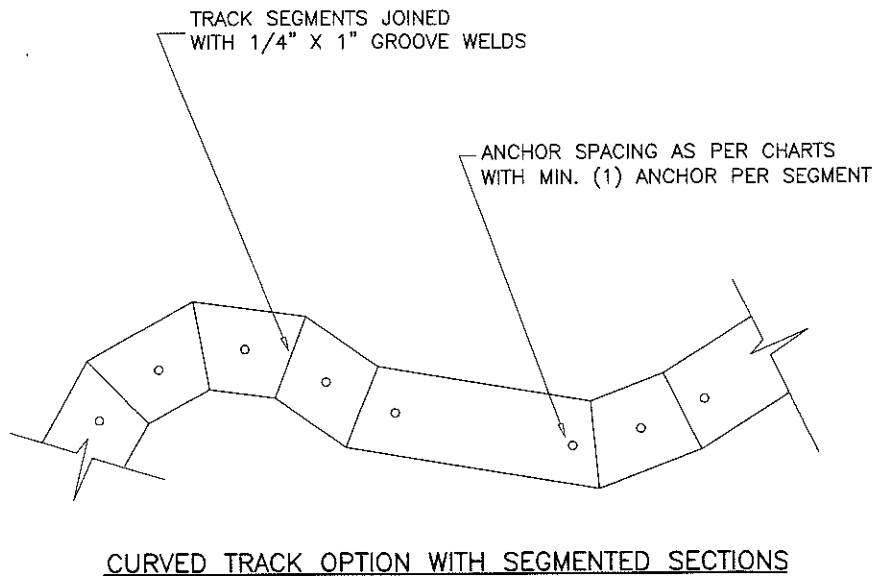 TRACK SEGMENTS JOINED
WITH 1/4" X 1" GROOVE WELDS
ANCHOR SPACING AS PER CHARTS
WITH MIN. (1) ANCHOR PER SEGMENT
CURVED TRACK OPTION WITH SEGMENTED SECTIONS